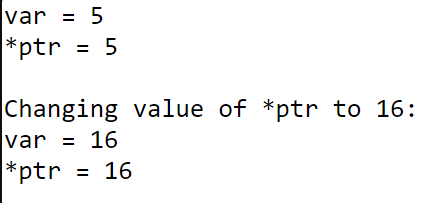 var = 5
*ptr = 5

Changing value of *ptr to 16:
var = 16
*ptr = 16